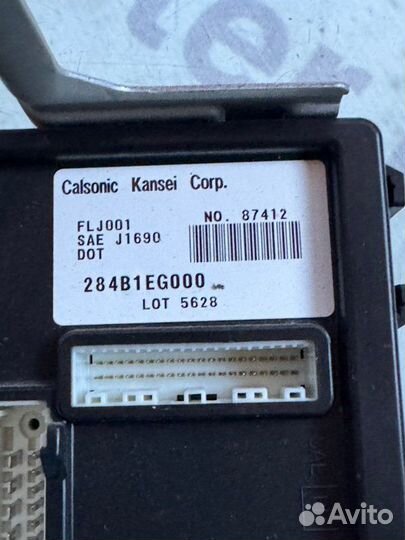 Calsonic Kansei Corp.
FLJ001
NO. 87412
SAE J1690
DOT
284B1EG000
LOT 5628
Avito